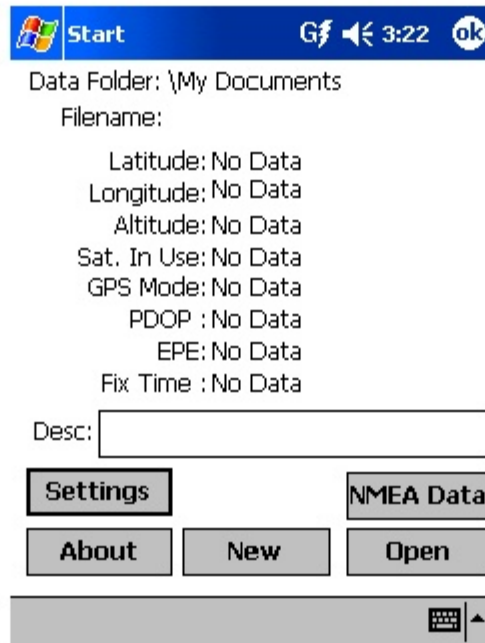 Start G 3:22 ok
Data Folder: \My Documents
Filename:
Latitude: No Data
Longitude: No Data
Altitude: No Data
Sat. In Use: No Data
GPS Mode: No Data
PDOP : No Data
EPE: No Data
Fix Time : No Data
Desc:
Settings NMEA Data
About New Open